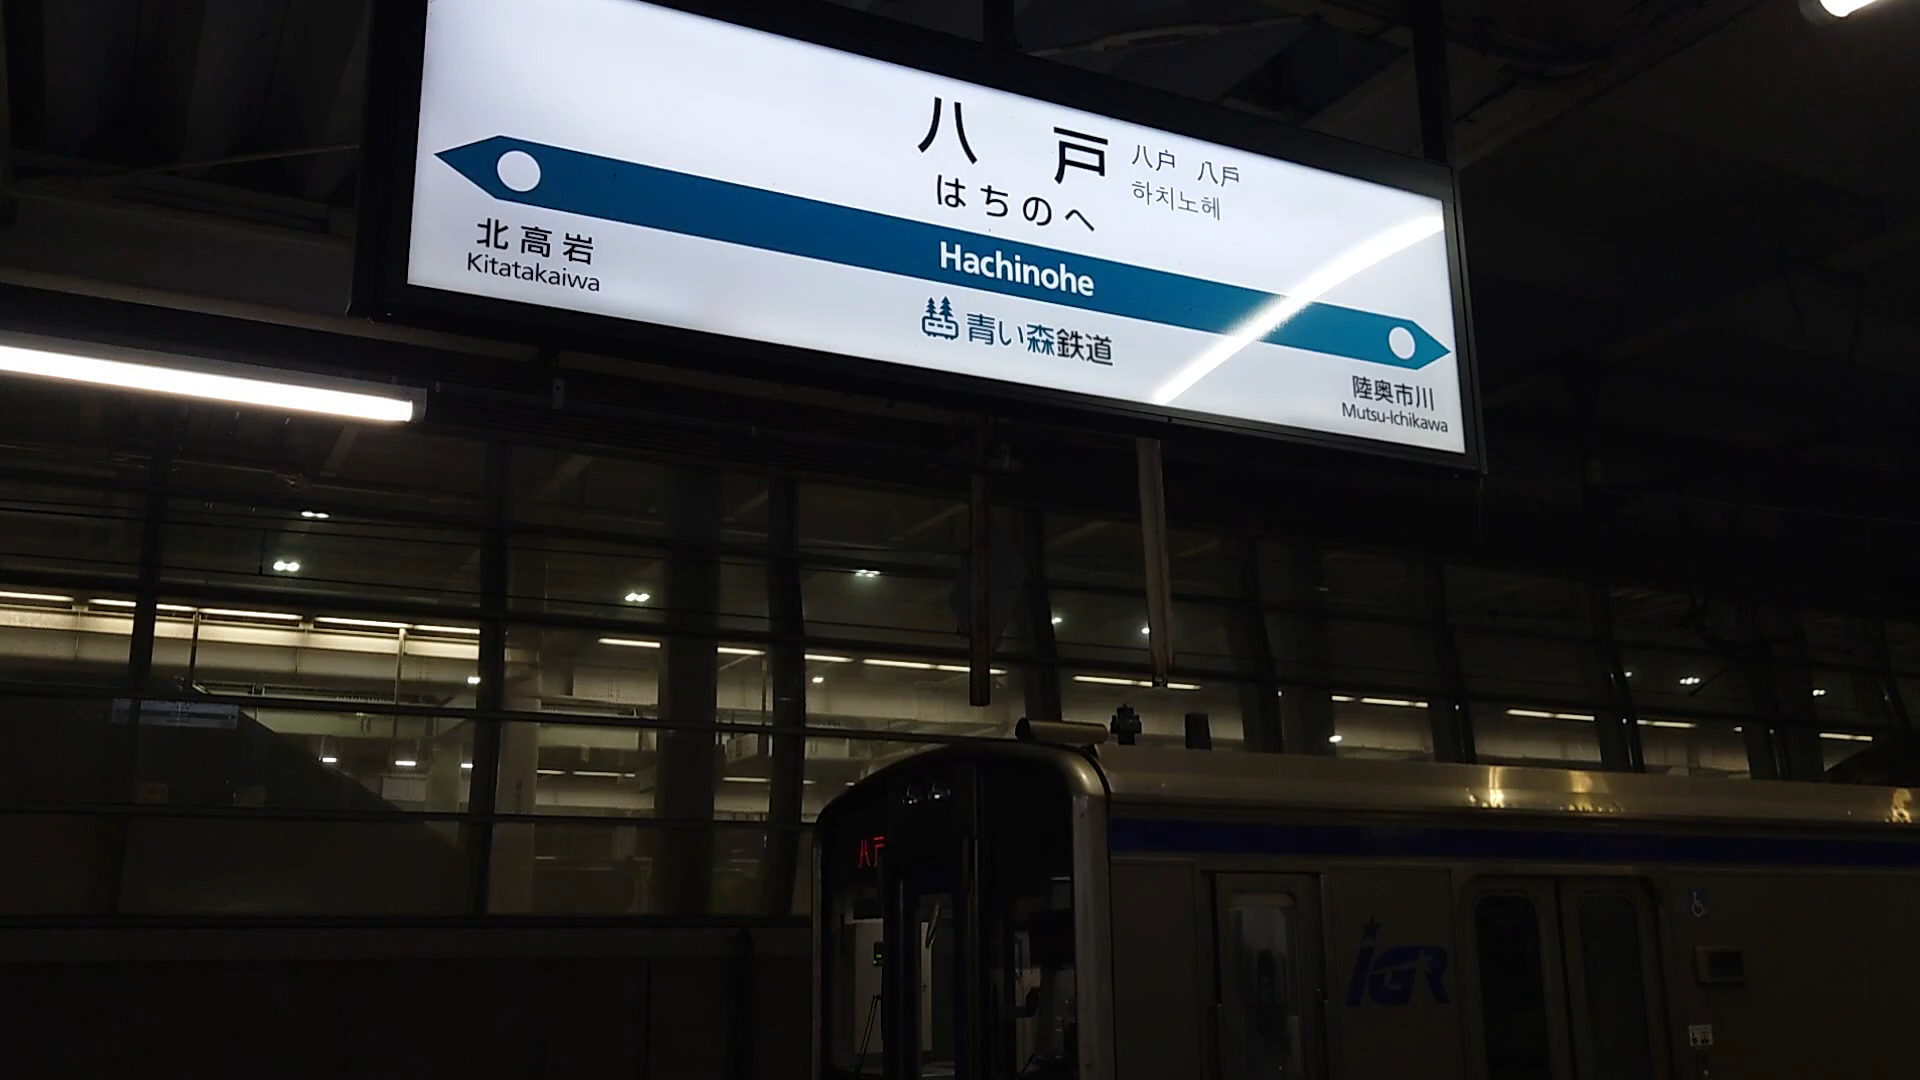 八戸
八户 八戶
하치노헤
はちのへ
Hachinohe
北高岩
Kitatakaiwa
青い森鉄道
陸奥市川
Mutsu-Ichikawa
八戸
iGR